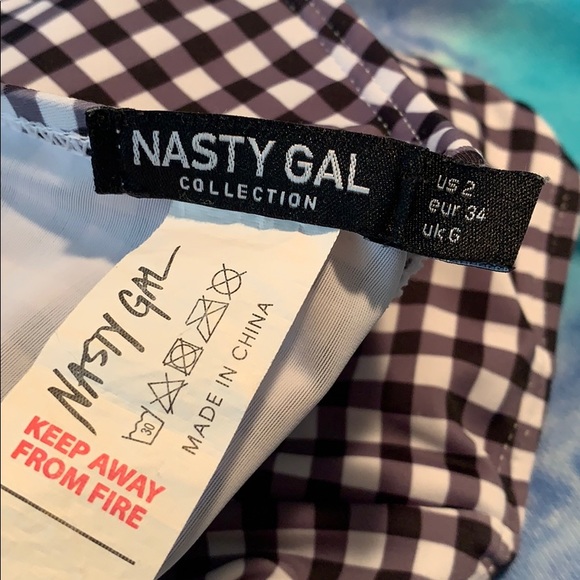 NASTY GAL
COLLECTION
us 2
eur 34
uk 6
NASTY GAL
30
MADE IN CHINA
KEEP AWAY
FROM FIRE